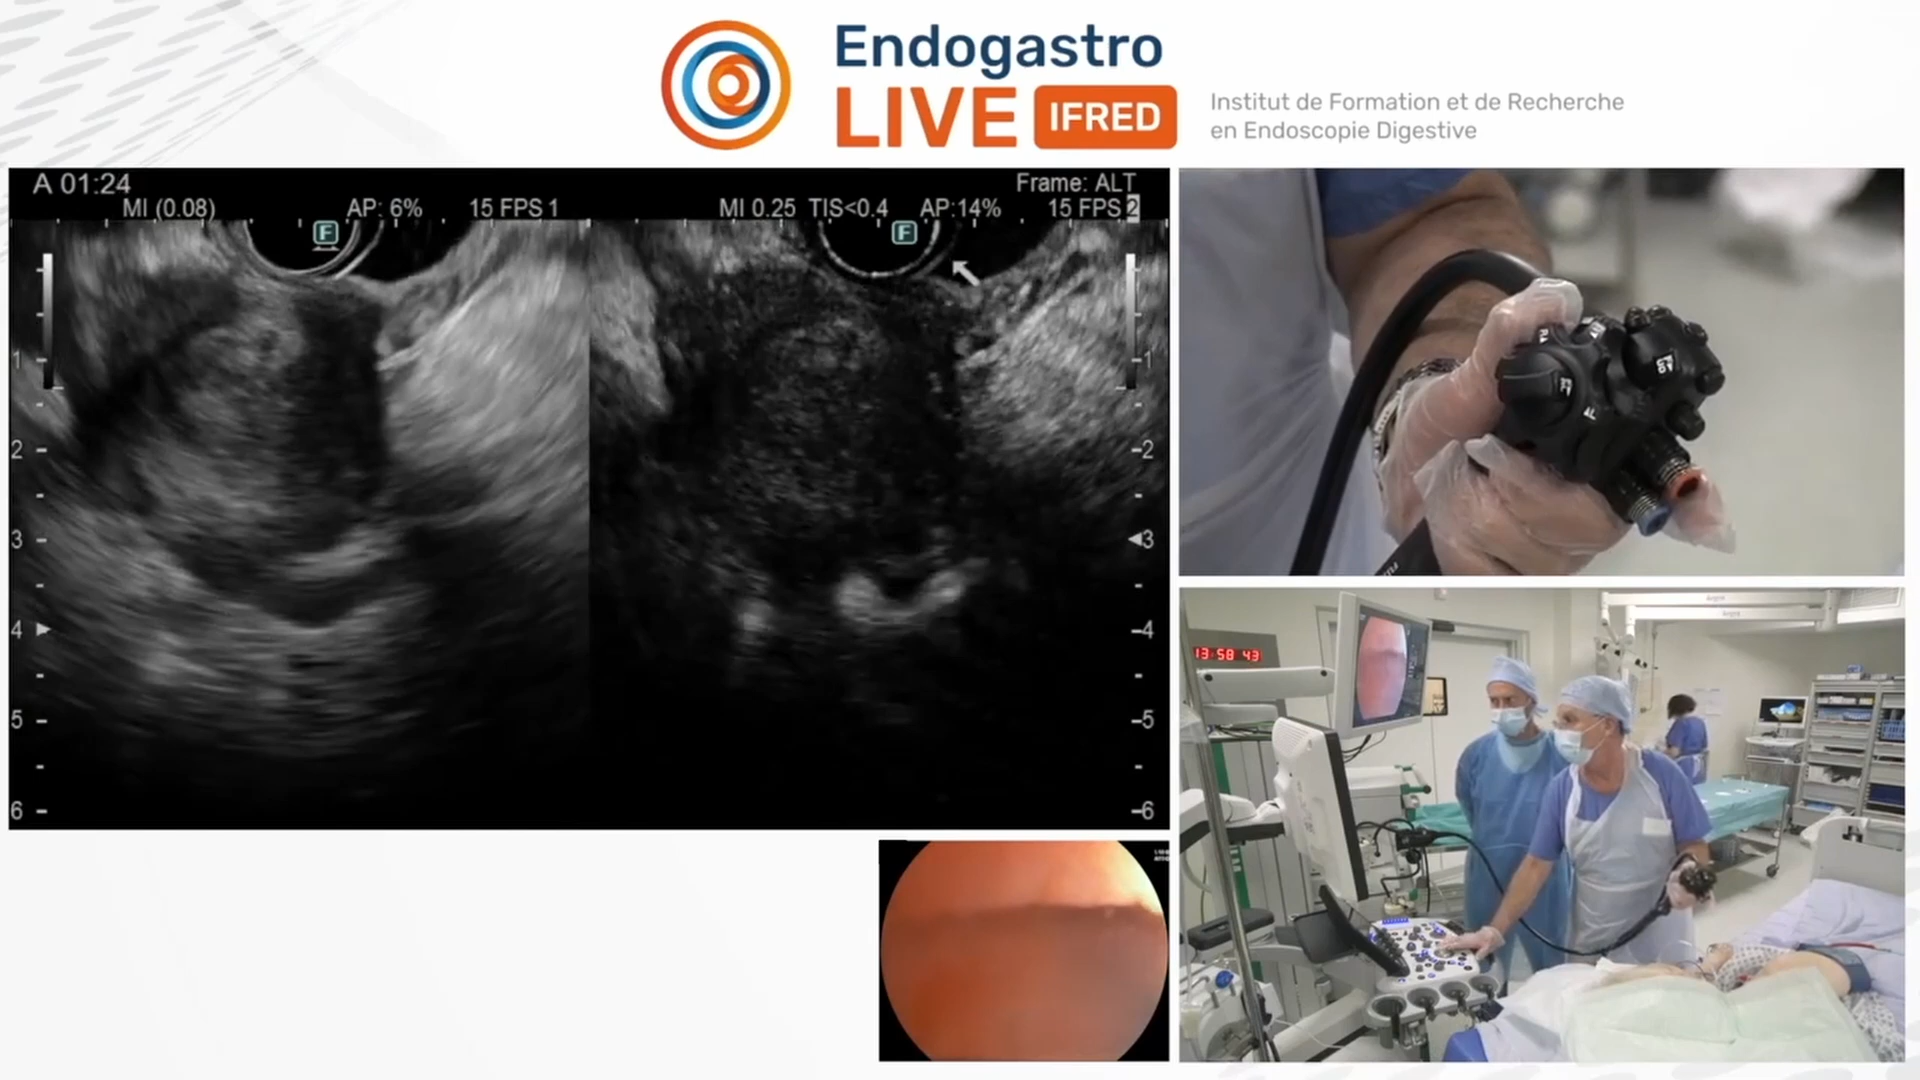 Endogastro
LIVE IFRED
Institut de Formation et de Recherche
en Endoscopie Digestive
A 01:24
Frame: ALT
MI (0.08) AP: 6% 15 FPS 1
MI 0.25 TIS<0.4 AP:14% 15 FPS 2
F
F
1
2
3
4
5
6
1
2
3
4
5
6
13:58 43